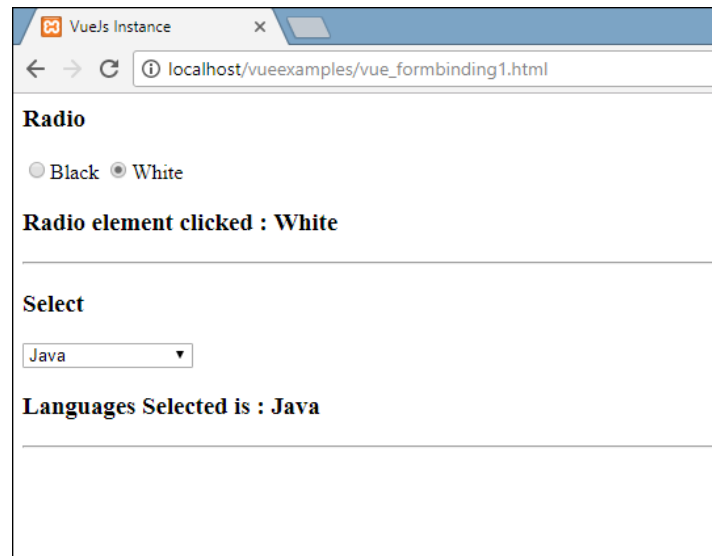 VueJs Instance
localhost/vueexamples/vue_formbinding1.html
Radio
Black White
Radio element clicked : White
Select
Java
Languages Selected is : Java